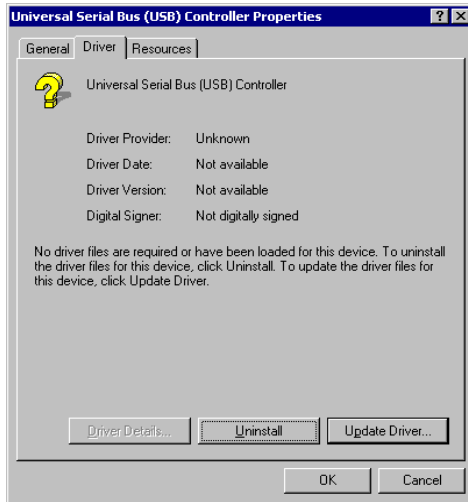 Universal Serial Bus (USB) Controller Properties
General Driver Resources
Universal Serial Bus (USB) Controller
Driver Provider: Unknown
Driver Date: Not available
Driver Version: Not available
Digital Signer: Not digitally signed
No driver files are required or have been loaded for this device. To uninstall
the driver files for this device, click Uninstall. To update the driver files for
this device, click Update Driver.
Driver Details... Uninstall Update Driver...
OK Cancel